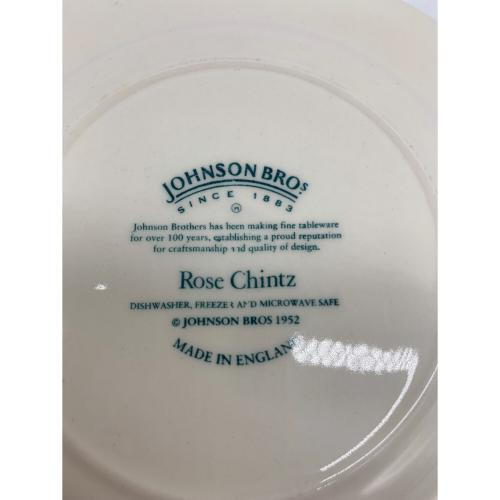 JOHNSON BROS
SINCE 1883
Johnson Brothers has been making fine tableware
for over 100 years, establishing a proud reputation
for craftsmanship and quality of design.
Rose Chintz
DISHWASHER, FREEZER AND MICROWAVE SAFE
© JOHNSON BROS 1952
MADE IN ENGLAND